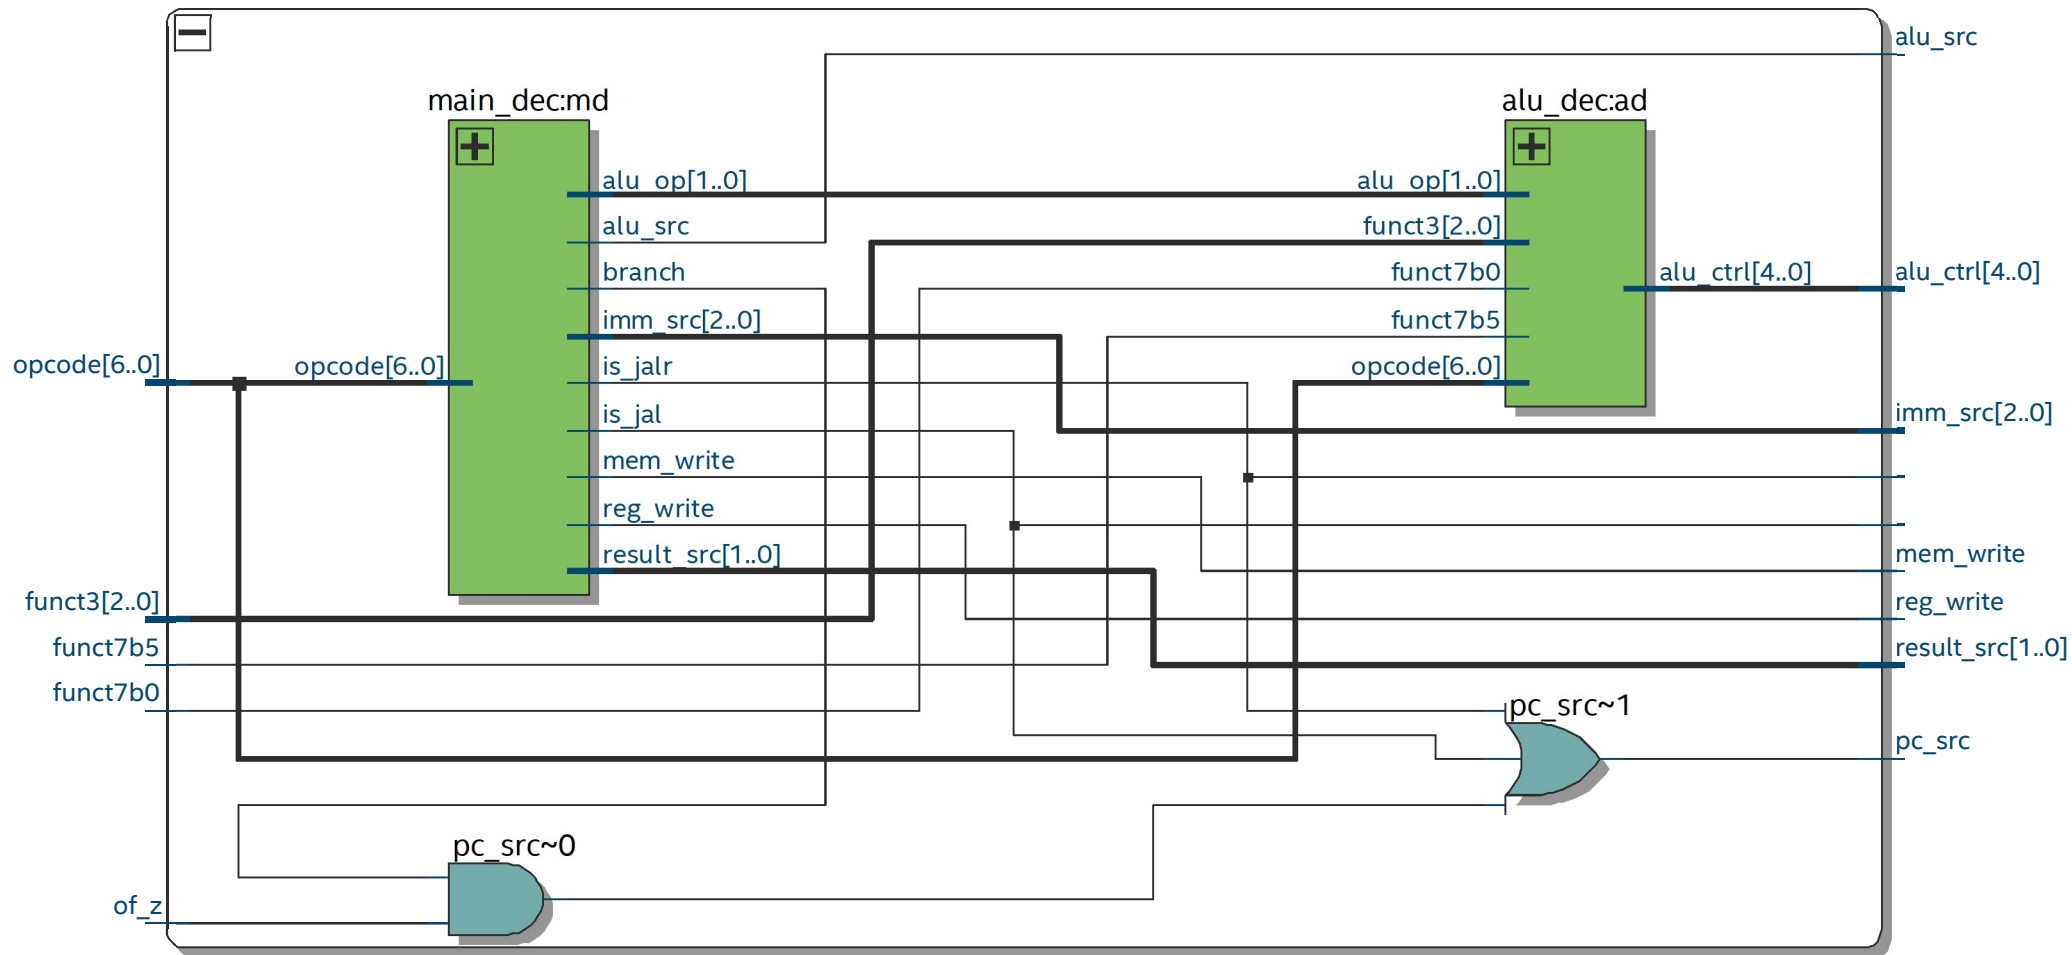 alu_src
main_dec:md
alu_dec:ad
alu_op[1..0]
alu_op[1..0]
alu_src
funct3[2..0]
branch
funct7b0
alu_ctrl[4..0]
alu_ctrl[4..0]
imm_src[2..0]
funct7b5
opcode[6..0]
opcode[6..0]
is_jalr
opcode[6..0]
is_jal
imm_src[2..0]
mem_write
reg_write
result_src[1..0]
mem_write
funct3[2..0]
reg_write
funct7b5
result_src[1..0]
funct7b0
pc_src~1
pc_src
pc_src~0
of_z